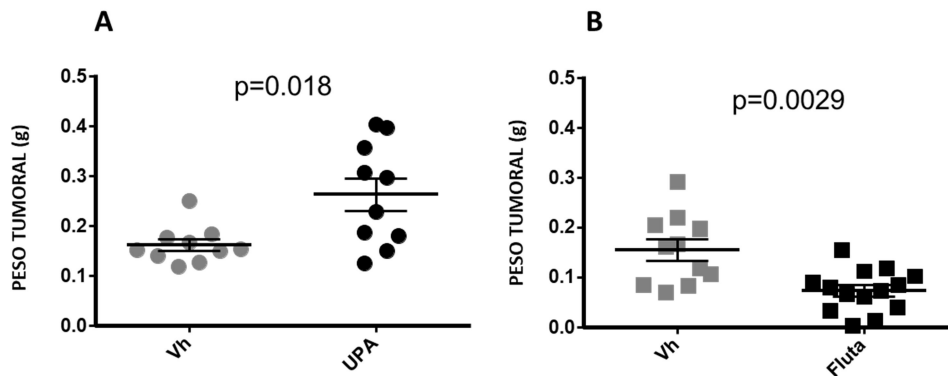 A
PESO TUMORAL (g)
p=0.018
0.5
0.4
0.3
0.2
0.1
0.0
Vh
UPA
B
PESO TUMORAL (g)
p=0.0029
0.5
0.4
0.3
0.2
0.1
0.0
Vh
Fluta